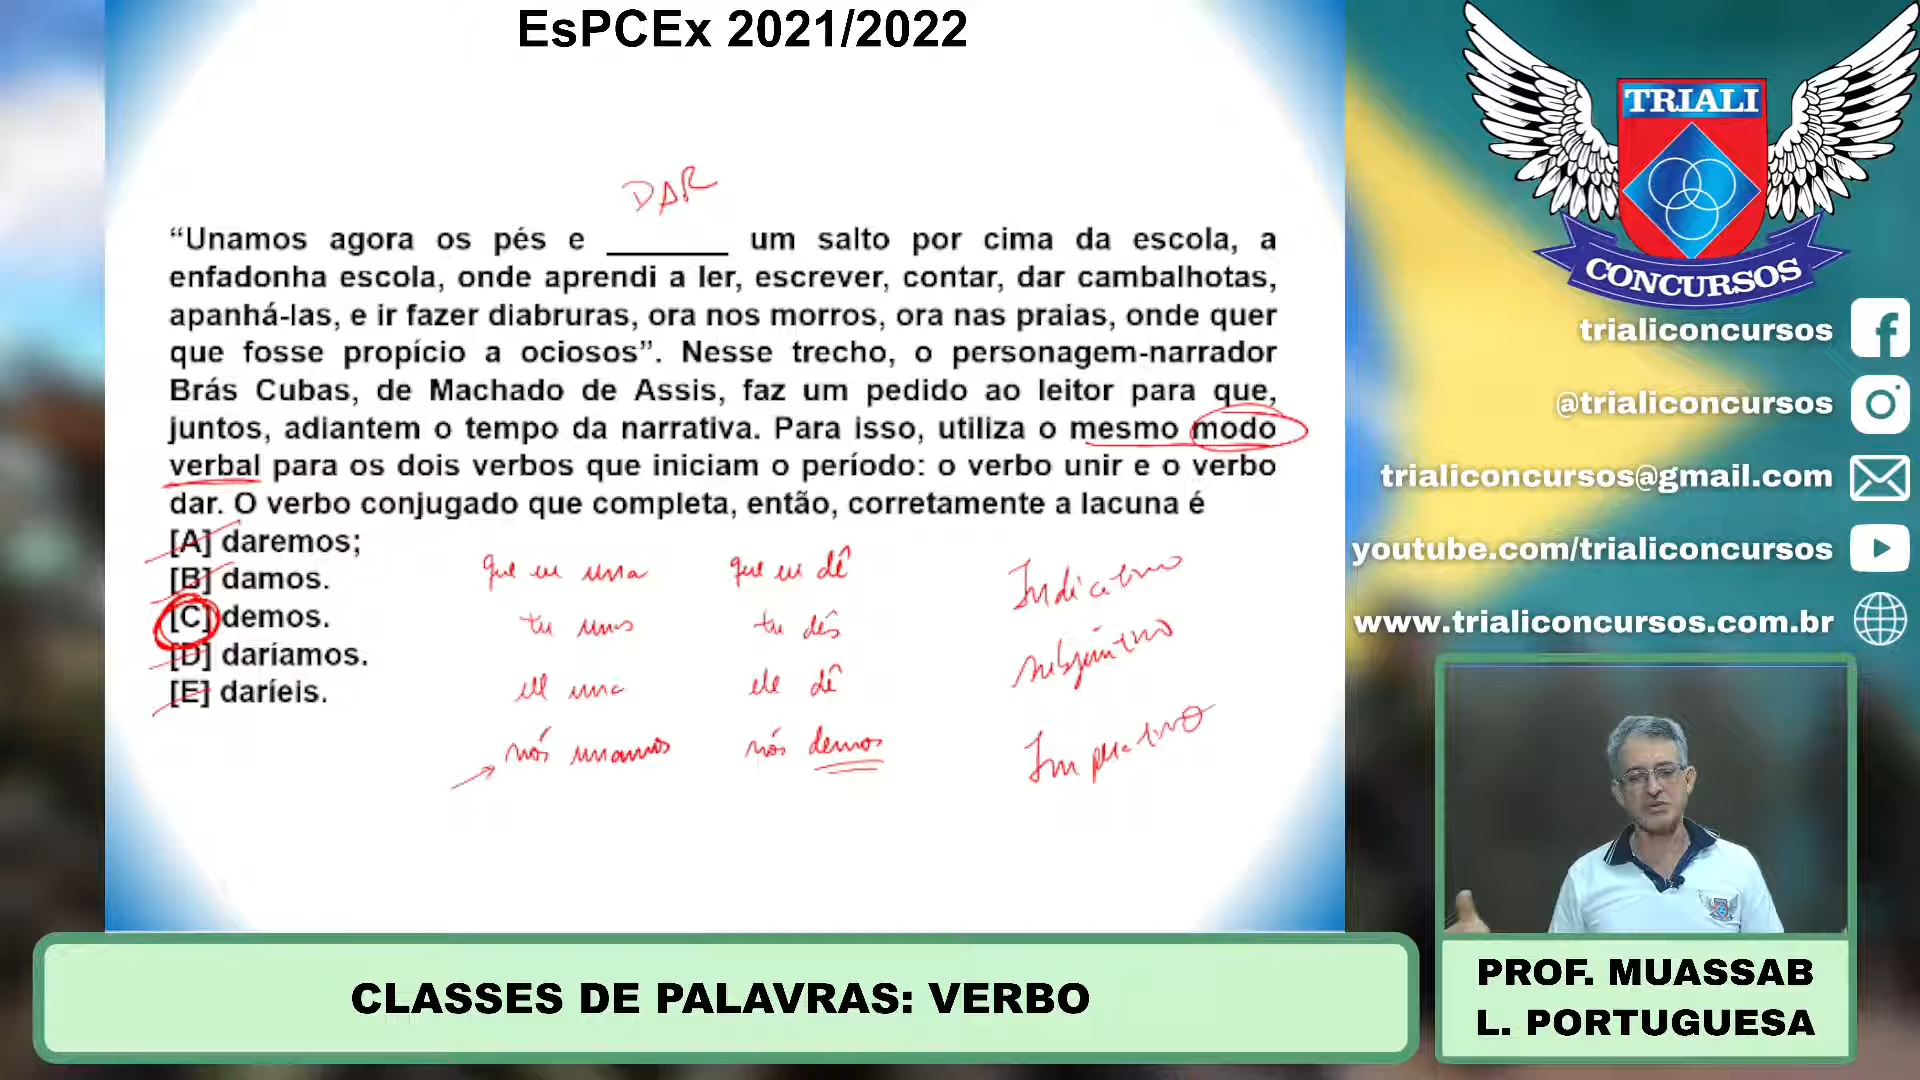 EsPCEx 2021/2022
DAR
“Unamos agora os pés e ________ um salto por cima da escola, a
enfadonha escola, onde aprendi a ler, escrever, contar, dar cambalhotas,
apanhá-las, e ir fazer diabruras, ora nos morros, ora nas praias, onde quer
que fosse propício a ociosos”. Nesse trecho, o personagem-narrador
Brás Cubas, de Machado de Assis, faz um pedido ao leitor para que,
juntos, adiantem o tempo da narrativa. Para isso, utiliza o mesmo modo
verbal para os dois verbos que iniciam o período: o verbo unir e o verbo
dar. O verbo conjugado que completa, então, corretamente a lacuna é
[A] daremos;
[B] damos.
[C] demos.
[D] daríamos.
[E] daríeis.
que eu una
tu unas
ele una
nós unamos
que eu dê
tu dês
ele dê
nós demos
Indicativo
subjuntivo
Imperativo
TRIALI
CONCURSOS
trialiconcursos
@trialiconcursos
trialiconcursos@gmail.com
youtube.com/trialiconcursos
www.trialiconcursos.com.br
CLASSES DE PALAVRAS: VERBO
PROF. MUASSAB
L. PORTUGUESA